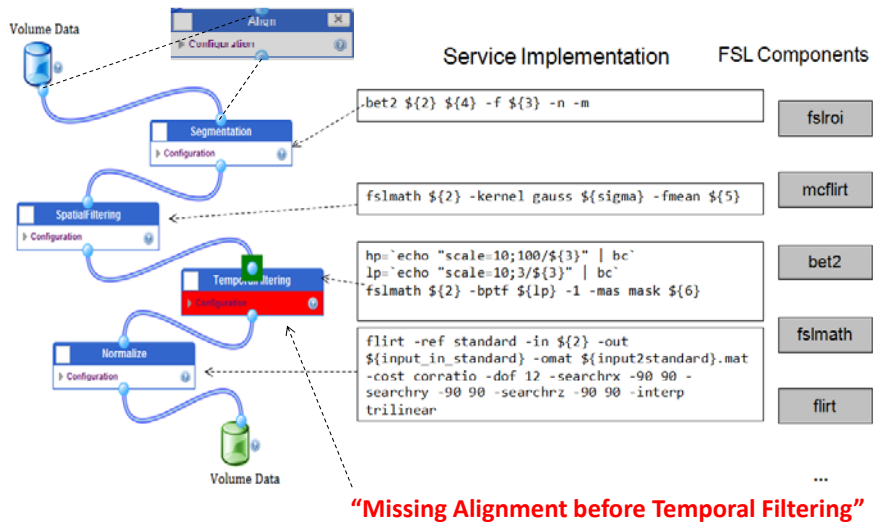 Volume Data
Align
Configuration
Service Implementation
FSL Components
Segmentation
Configuration
bet2 ${2} ${4} -f ${3} -n -m
fslroi
SpatialFiltering
Configuration
fslmath ${2} -kernel gauss ${sigma} -fmean ${5}
mcflirt
TemporalFiltering
Configuration
hp=`echo "scale=10;100/${3}" | bc`
lp=`echo "scale=10;3/${3}" | bc`
fslmath ${2} -bptf ${lp} -1 -mas mask ${6}
bet2
Normalize
Configuration
flirt -ref standard -in ${2} -out
${input_in_standard} -omat ${input2standard}.mat
-cost corratio -dof 12 -searchrx -90 90 -
searchry -90 90 -searchrz -90 90 -interp
trilinear
fslmath
flirt
Volume Data
...
“Missing Alignment before Temporal Filtering”